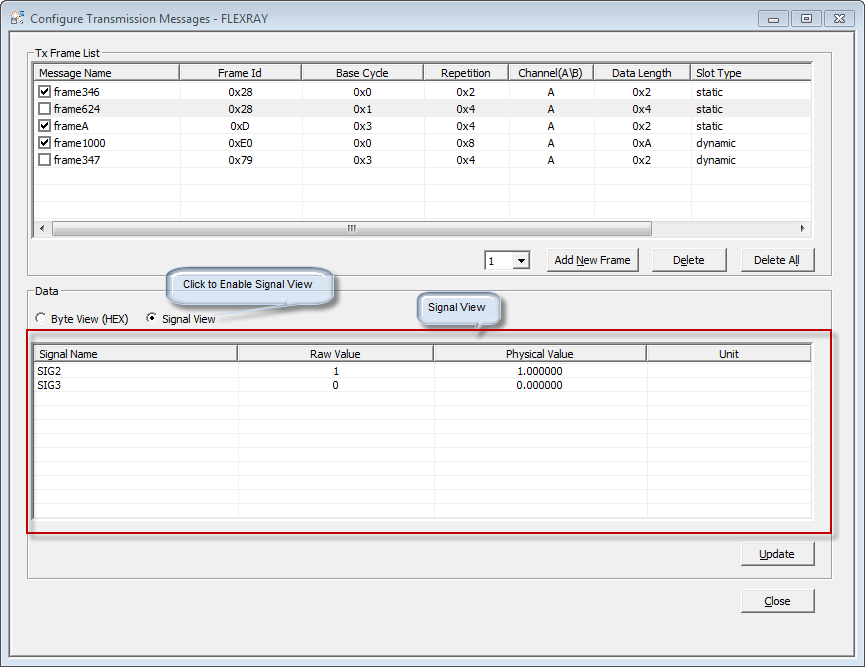 Configure Transmission Messages - FLEXRAY
Tx Frame List
Message Name Frame Id Base Cycle Repetition Channel(A\B) Data Length Slot Type
frame346 0x28 0x0 0x2 A 0x2 static
frame624 0x28 0x1 0x4 A 0x4 static
frameA 0xD 0x3 0x4 A 0x2 static
frame1000 0xE0 0x0 0x8 A 0xA dynamic
frame347 0x79 0x3 0x4 A 0x2 dynamic
1 Add New Frame Delete Delete All
Click to Enable Signal View
Data
Signal View
Byte View (HEX) Signal View
Signal Name Raw Value Physical Value Unit
SIG2 1 1.000000
SIG3 0 0.000000
Update
Close